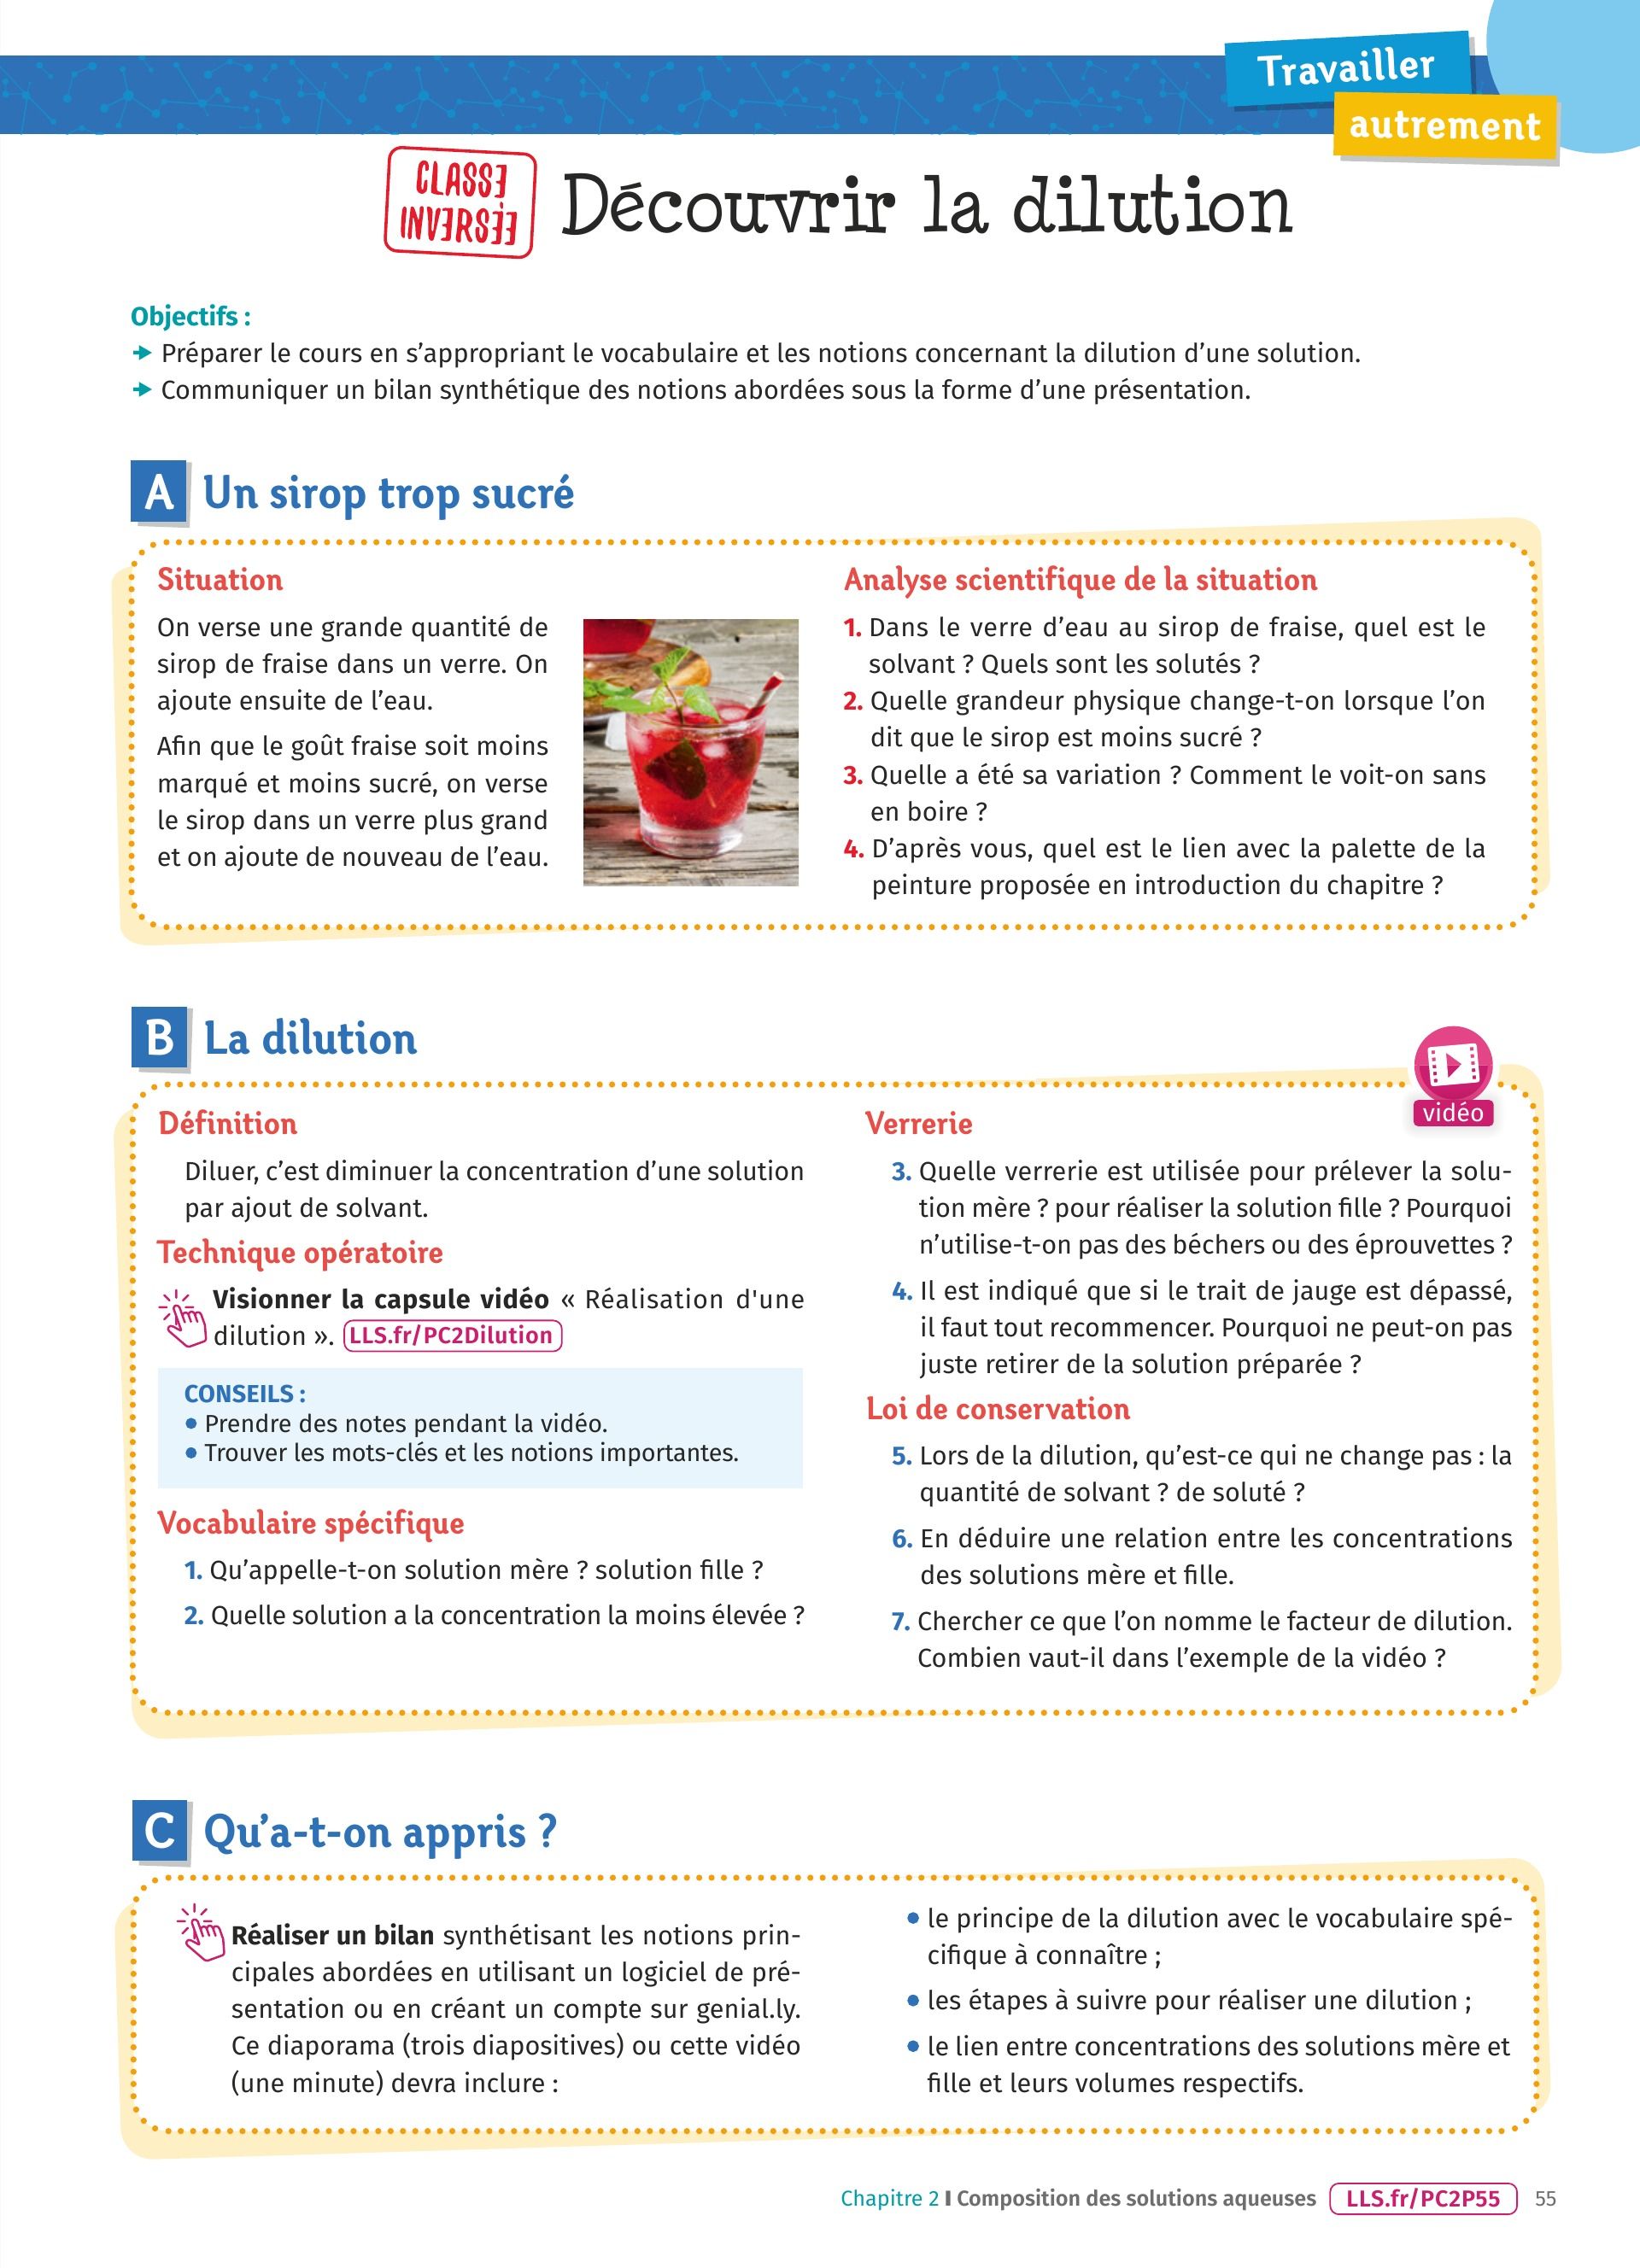 Travailler
autrement
CLASSE
INVERSÉE
Découvrir la dilution
Objectifs :
Préparer le cours en s’appropriant le vocabulaire et les notions concernant la dilution d’une solution.
Communiquer un bilan synthétique des notions abordées sous la forme d’une présentation.
A Un sirop trop sucré
Situation
On verse une grande quantité de
sirop de fraise dans un verre. On
ajoute ensuite de l’eau.
Afin que le goût fraise soit moins
marqué et moins sucré, on verse
le sirop dans un verre plus grand
et on ajoute de nouveau de l’eau.
Analyse scientifique de la situation
1. Dans le verre d’eau au sirop de fraise, quel est le
solvant ? Quels sont les solutés ?
2. Quelle grandeur physique change-t-on lorsque l’on
dit que le sirop est moins sucré ?
3. Quelle a été sa variation ? Comment le voit-on sans
en boire ?
4. D’après vous, quel est le lien avec la palette de la
peinture proposée en introduction du chapitre ?
B La dilution
vidéo
Définition
Diluer, c’est diminuer la concentration d’une solution
par ajout de solvant.
Technique opératoire
Visionner la capsule vidéo « Réalisation d'une
dilution ». LLS.fr/PC2Dilution
CONSEILS :
• Prendre des notes pendant la vidéo.
• Trouver les mots-clés et les notions importantes.
Vocabulaire spécifique
1. Qu’appelle-t-on solution mère ? solution fille ?
2. Quelle solution a la concentration la moins élevée ?
Verrerie
3. Quelle verrerie est utilisée pour prélever la solu-
tion mère ? pour réaliser la solution fille ? Pourquoi
n’utilise-t-on pas des béchers ou des éprouvettes ?
4. Il est indiqué que si le trait de jauge est dépassé,
il faut tout recommencer. Pourquoi ne peut-on pas
juste retirer de la solution préparée ?
Loi de conservation
5. Lors de la dilution, qu’est-ce qui ne change pas : la
quantité de solvant ? de soluté ?
6. En déduire une relation entre les concentrations
des solutions mère et fille.
7. Chercher ce que l’on nomme le facteur de dilution.
Combien vaut-il dans l’exemple de la vidéo ?
C Qu’a-t-on appris ?
Réaliser un bilan synthétisant les notions prin-
cipales abordées en utilisant un logiciel de pré-
sentation ou en créant un compte sur genial.ly.
Ce diaporama (trois diapositives) ou cette vidéo
(une minute) devra inclure :
• le principe de la dilution avec le vocabulaire spé-
cifique à connaître ;
• les étapes à suivre pour réaliser une dilution ;
• le lien entre concentrations des solutions mère et
fille et leurs volumes respectifs.
Chapitre 2 I Composition des solutions aqueuses LLS.fr/PC2P55 55